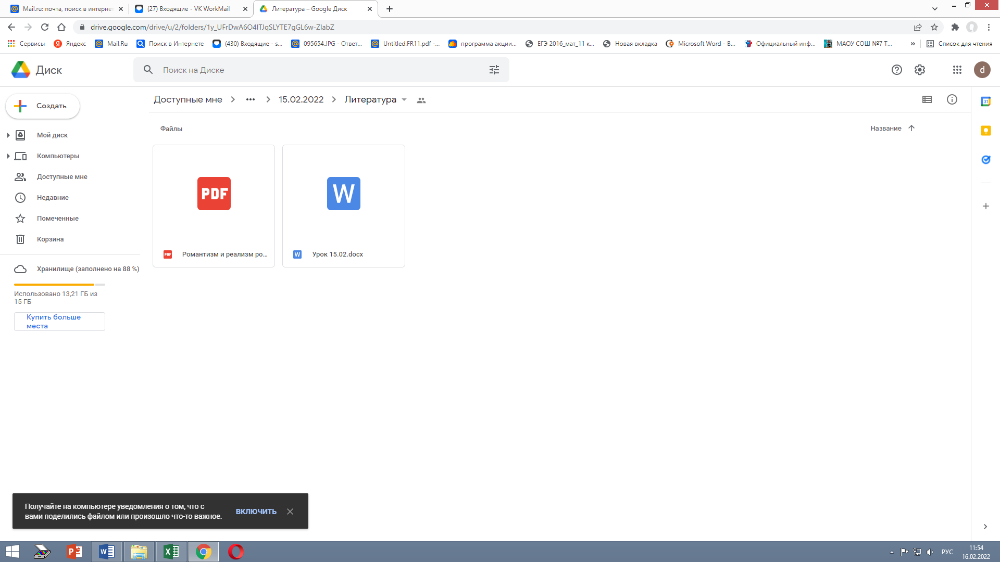 Mail.ru: почта, поиск в интернет
(27) Входящие - VK WorkMail
Литература – Google Диск
drive.google.com/drive/u/2/folders/1y_UFrDwA6O4ITJqSLYTE7gGL6w-ZlabZ
Сервисы
Яндекс
Mail.Ru
Поиск в Интернете
(430) Входящие - s...
095654.JPG - Ответ...
Untitled.FR11.pdf -...
программа акции...
ЕГЭ 2016_мат_11 к...
Новая вкладка
Microsoft Word - В...
Официальный инф...
МАОУ СОШ №7 Т...
»
Список для чтения
Диск
Поиск на Диске
d
Создать
Доступные мне
15.02.2022
Литература
31
Файлы
Название
Мой диск
Компьютеры
Доступные мне
Недавние
Помеченные
Корзина
PDF
W
PDF
Романтизм и реализм ро...
W
Урок 15.02.docx
Хранилище (заполнено на 88 %)
Использовано 13,21 ГБ из
15 ГБ
Купить больше
места
Получайте на компьютере уведомления о том, что с
вами поделились файлом или произошло что-то важное.
ВКЛЮЧИТЬ
РУС
11:54
16.02.2022